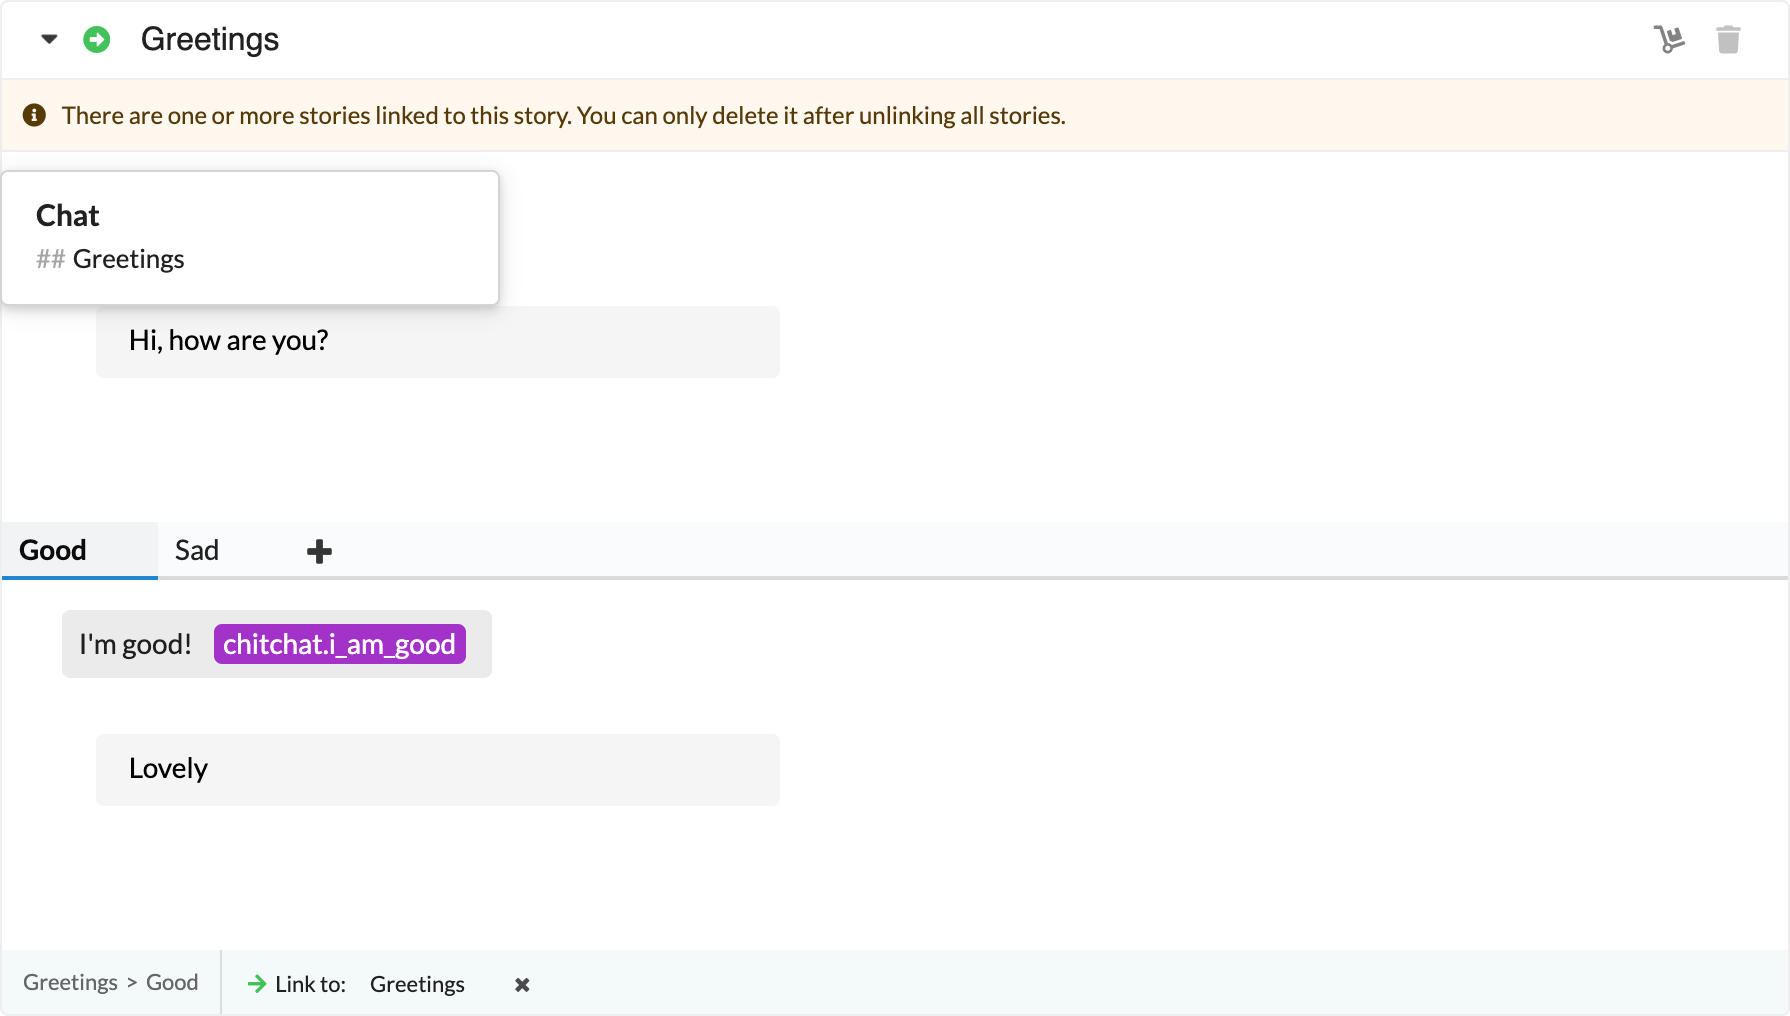 Greetings
There are one or more stories linked to this story. You can only delete it after unlinking all stories.
Chat
## Greetings
Hi, how are you?
Good Sad
I'm good! chitchat.i_am_good
Lovely
Greetings > Good Link to: Greetings